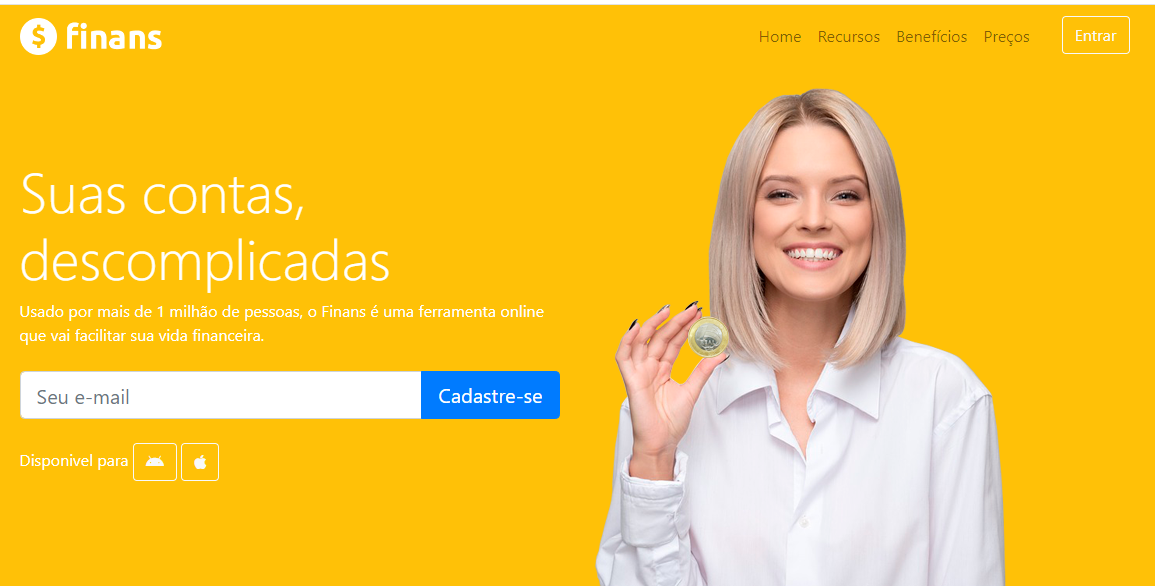 finans
Home Recursos Benefícios Preços Entrar
Suas contas,
descomplicadas
Usado por mais de 1 milhão de pessoas, o Finans é uma ferramenta online
que vai facilitar sua vida financeira.
Seu e-mail Cadastre-se
Disponivel para